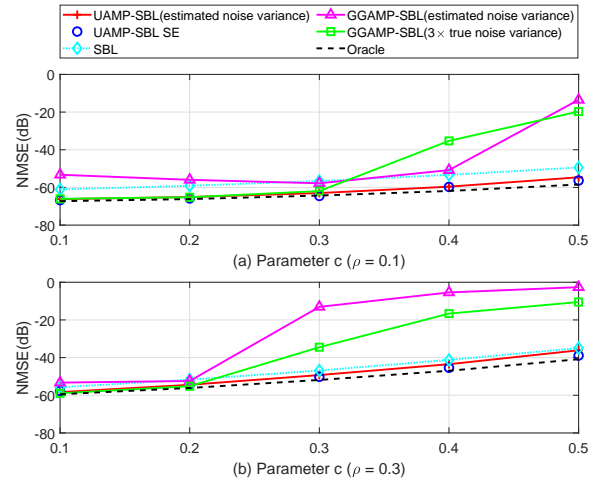 UAMP-SBL(estimated noise variance) GGAMP-SBL(estimated noise variance)
UAMP-SBL SE GGAMP-SBL(3× true noise variance)
SBL Oracle
0
-20
-40
-60
-80
NMSE(dB)
0.1 0.2 0.3 0.4 0.5
(a) Parameter c (ρ = 0.1)
0
-20
-40
-60
-80
NMSE(dB)
0.1 0.2 0.3 0.4 0.5
(b) Parameter c (ρ = 0.3)